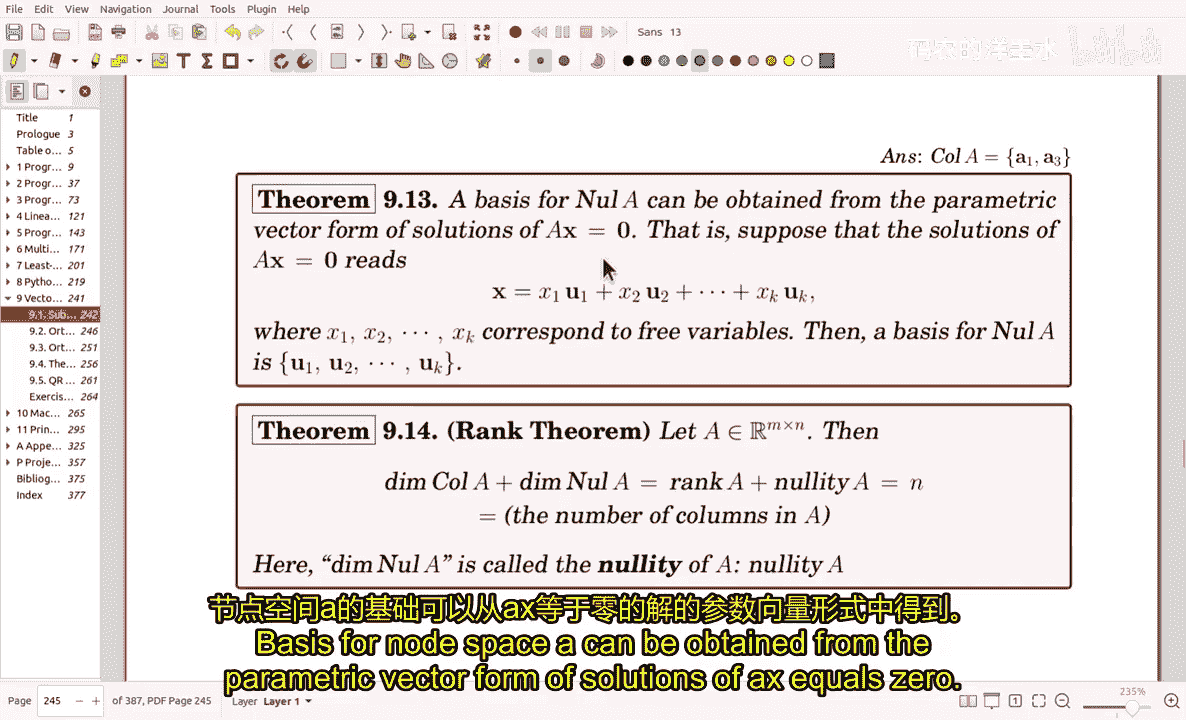 File Edit View Navigation Journal Tools Plugin Help
Sans 13
Title 1
Prologue 3
Table o... 5
1 Progr... 9
2 Progr... 37
3 Progr... 73
4 Linea... 121
5 Progr... 143
6 Multi... 171
7 Least-... 201
8 Pytho... 219
9 Vecto... 241
9.1. Sub... 242
9.2. Ort... 246
9.3. Ort... 251
9.4. The... 256
9.5. QR ... 261
Exercis... 264
10 Mac... 265
11 Prin... 295
A Appe... 325
P Proje... 357
Bibliog... 375
Index 377
Ans: Col A = {a₁, a₃}
Theorem 9.13. A basis for Nul A can be obtained from the parametric
vector form of solutions of Ax = 0. That is, suppose that the solutions of
Ax = 0 reads
x = x₁ u₁ + x₂ u₂ + ··· + xₖ uₖ,
where x₁, x₂, ··· , xₖ correspond to free variables. Then, a basis for Nul A
is {u₁, u₂, ··· , uₖ}.
Theorem 9.14. (Rank Theorem) Let A ∈ ℝᵐˣⁿ. Then
dim Col A + dim Nul A = rank A + nullity A = n
= (the number of columns in A)
Here, “dim Nul A” is called the nullity of A: nullity A
节点空间a的基础可以从ax等于零的解的参数向量形式中得到。
Basis for node space a can be obtained from the
parametric vector form of solutions of ax equals zero.
Page 245 − + of 387, PDF Page 245 Layer Layer 1 235%